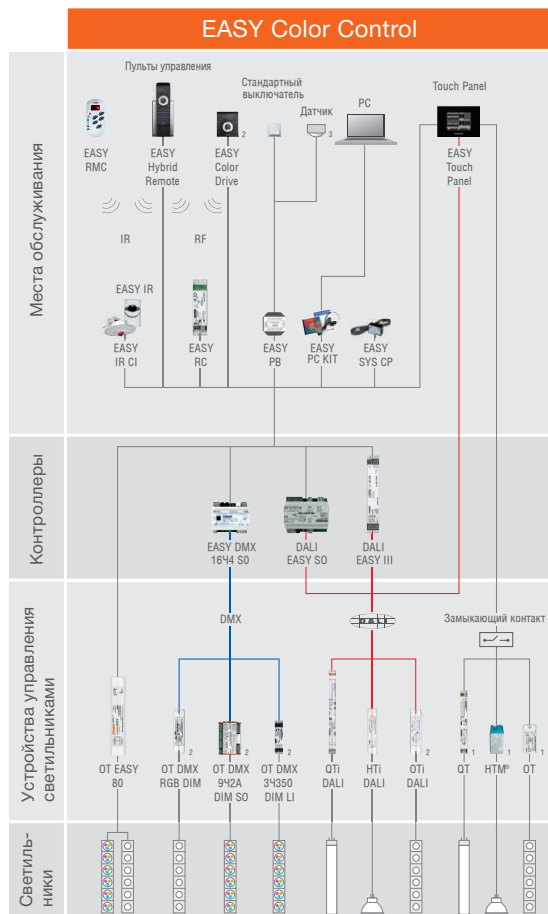 EASY Color Control
Места обслуживания
Пульты управления
Стандартный
выключатель
Датчик
PC
Touch Panel
2
3
EASY
RMC
EASY
Hybrid
Remote
EASY
Color
Drive
EASY
Touch
Panel
IR
RF
EASY IR
EASY
IR CI
EASY
RC
EASY
PB
EASY
PC KIT
EASY
SYS CP
Контроллеры
EASY DMX
16Ч4 S0
DALI
EASY SO
DALI
EASY III
Устройства управления
светильниками
DMX
DALI
Замыкающий контакт
2
2
2
2
1
1
1
OT EASY
80
OT DMX
RGB DIM
OT DMX
9Ч2A
DIM SO
OT DMX
3Ч350
DIM LI
QTi
DALI
HTi
DALI
OTi
DALI
QT
HTM®
OT
Светиль-
ники